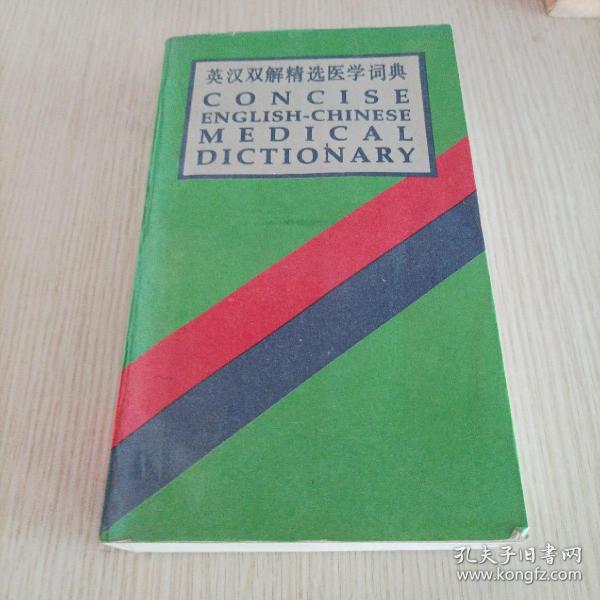 英汉双解精选医学词典
CONCISE
ENGLISH-CHINESE
MEDICAL
DICTIONARY
孔夫子旧书网
www.kongfz.com